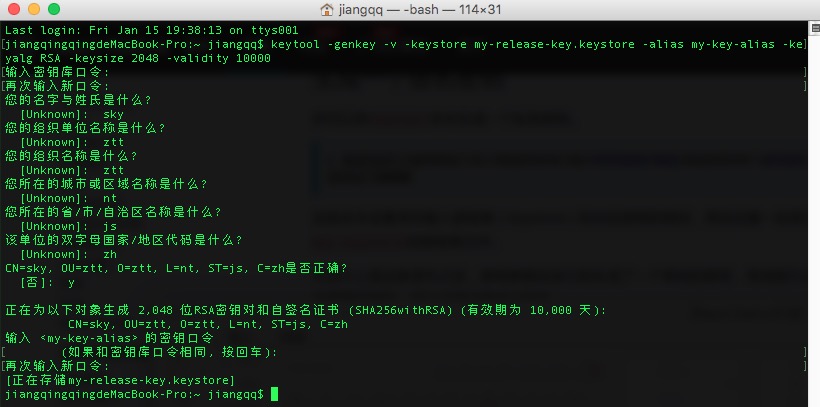 jiangqq — -bash — 114×31
Last login: Fri Jan 15 19:38:13 on ttys001
[jiangqingqingdeMacBook-Pro:~ jiangqq$ keytool -genkey -v -keystore my-release-key.keystore -alias my-key-alias -ke]
yalg RSA -keysize 2048 -validity 10000
[输入密钥库口令: ]
[再次输入新口令: ]
您的名字与姓氏是什么?
[Unknown]: sky
您的组织单位名称是什么?
[Unknown]: ztt
您的组织名称是什么?
[Unknown]: ztt
您所在的城市或区域名称是什么?
[Unknown]: nt
您所在的省/市/自治区名称是什么?
[Unknown]: js
该单位的双字母国家/地区代码是什么?
[Unknown]: zh
CN=sky, OU=ztt, O=ztt, L=nt, ST=js, C=zh是否正确?
[否]: y
正在为以下对象生成 2,048 位RSA密钥对和自签名证书 (SHA256withRSA) (有效期为 10,000 天):
CN=sky, OU=ztt, O=ztt, L=nt, ST=js, C=zh
输入 <my-key-alias> 的密钥口令
[ (如果和密钥库口令相同, 按回车): ]
[再次输入新口令: ]
[正在存储my-release-key.keystore]
jiangqingqingdeMacBook-Pro:~ jiangqq$